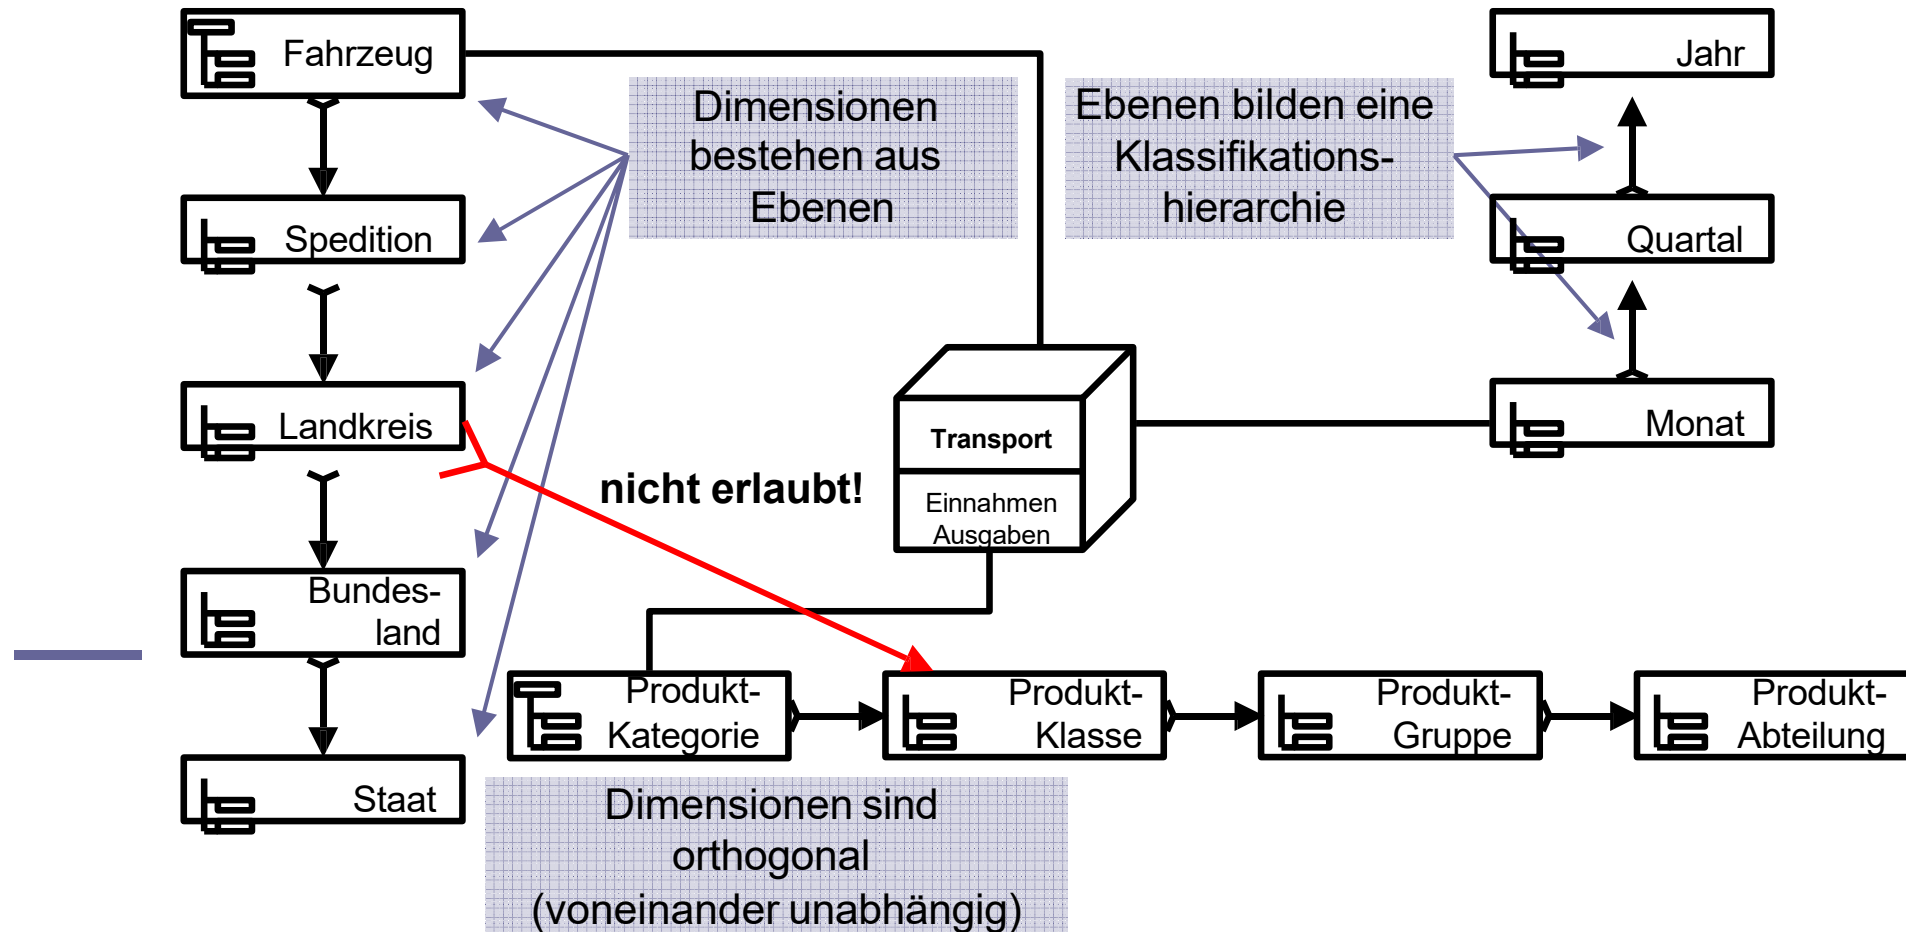 Fahrzeug
Dimensionen
bestehen aus
Ebenen
Ebenen bilden eine
Klassifikations-
hierarchie
Jahr
Spedition
Quartal
Landkreis
Monat
nicht erlaubt!
Transport
Einnahmen
Ausgaben
Bundes-
land
Staat
Produkt-
Kategorie
Produkt-
Klasse
Produkt-
Gruppe
Produkt-
Abteilung
Dimensionen sind
orthogonal
(voneinander unabhängig)